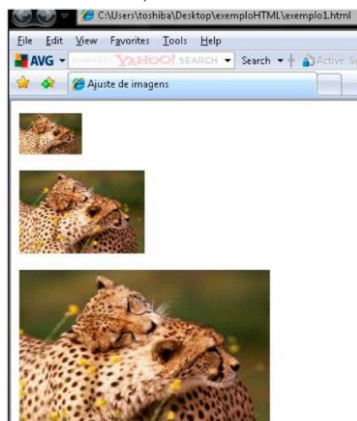 C:\Users\toshiba\Desktop\exemploHTML\exemplo1.html
File Edit View Favorites Tools Help
AVG YAHOO! SEARCH Search Active
Ajuste de imagens